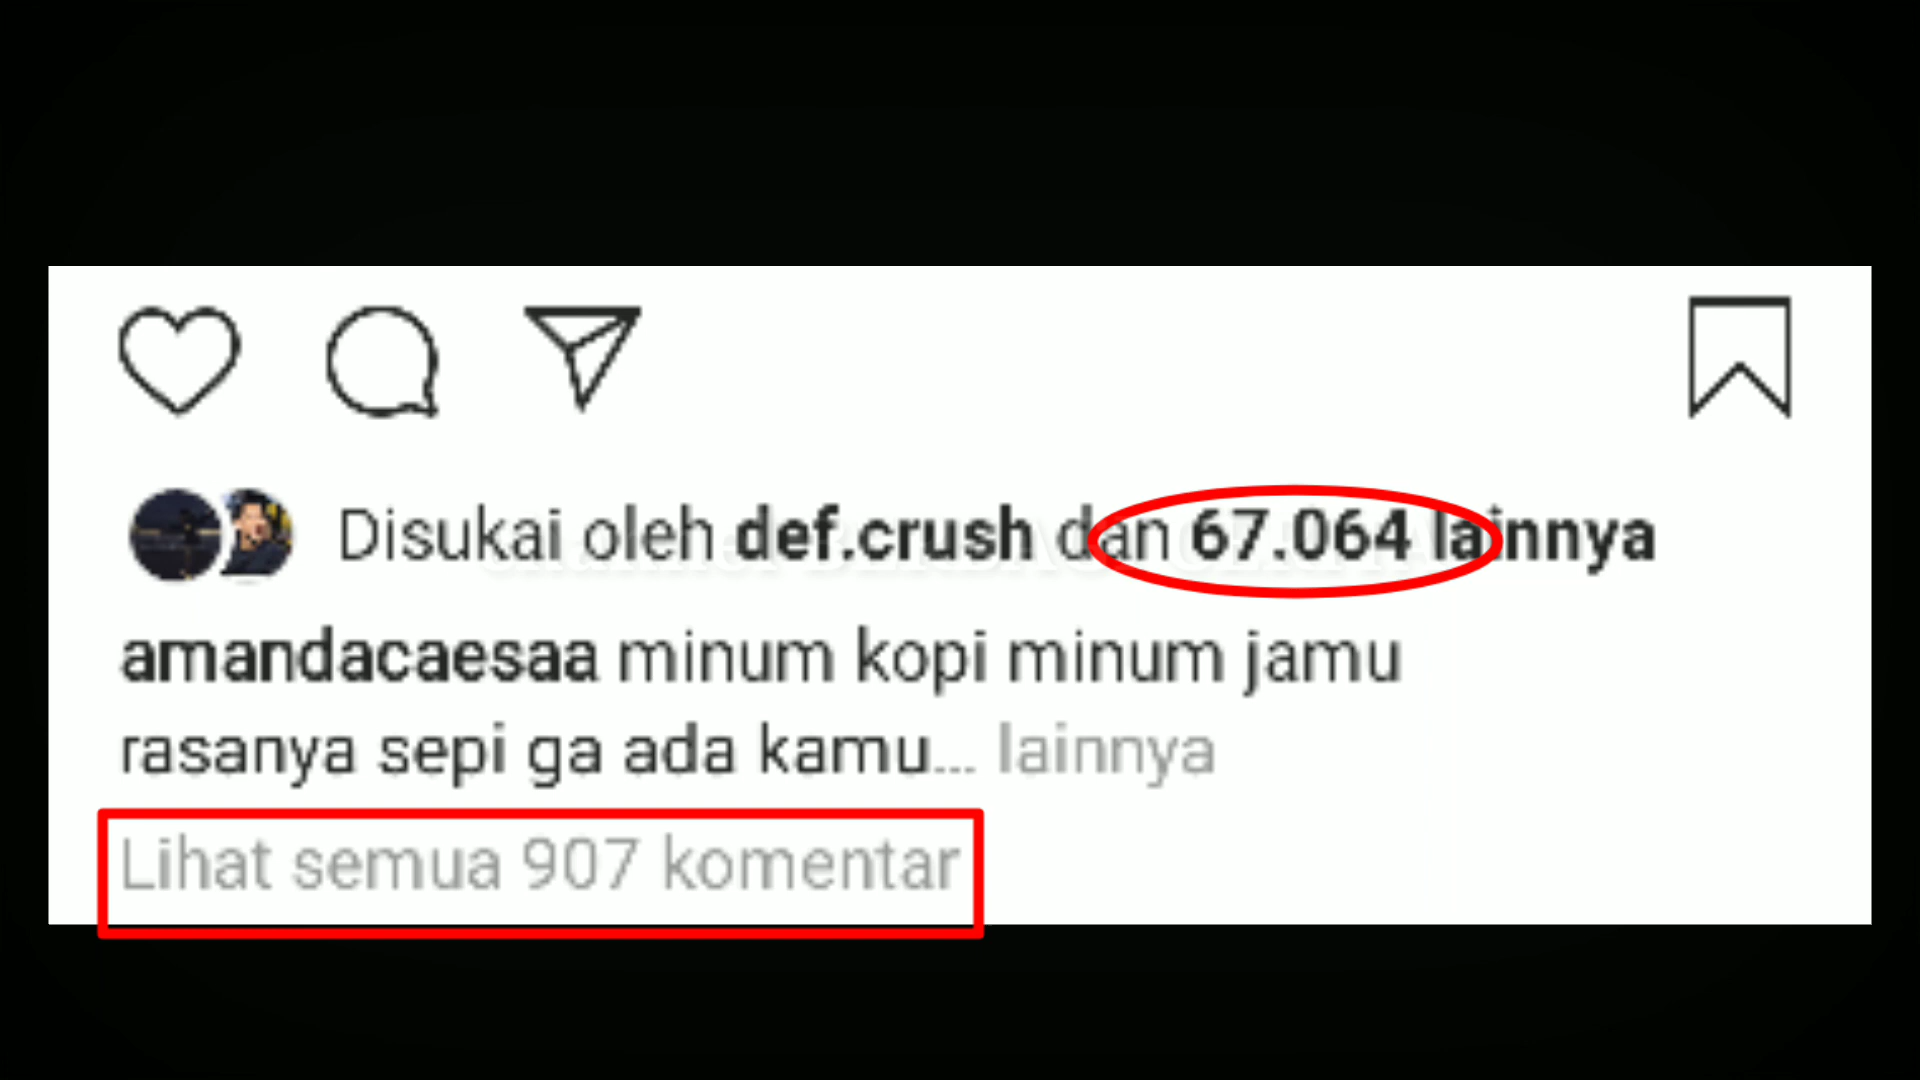 Disukai oleh def.crush dan 67.064 lainnya
amandacaesaa minum kopi minum jamu
rasanya sepi ga ada kamu... lainnya
Lihat semua 907 komentar